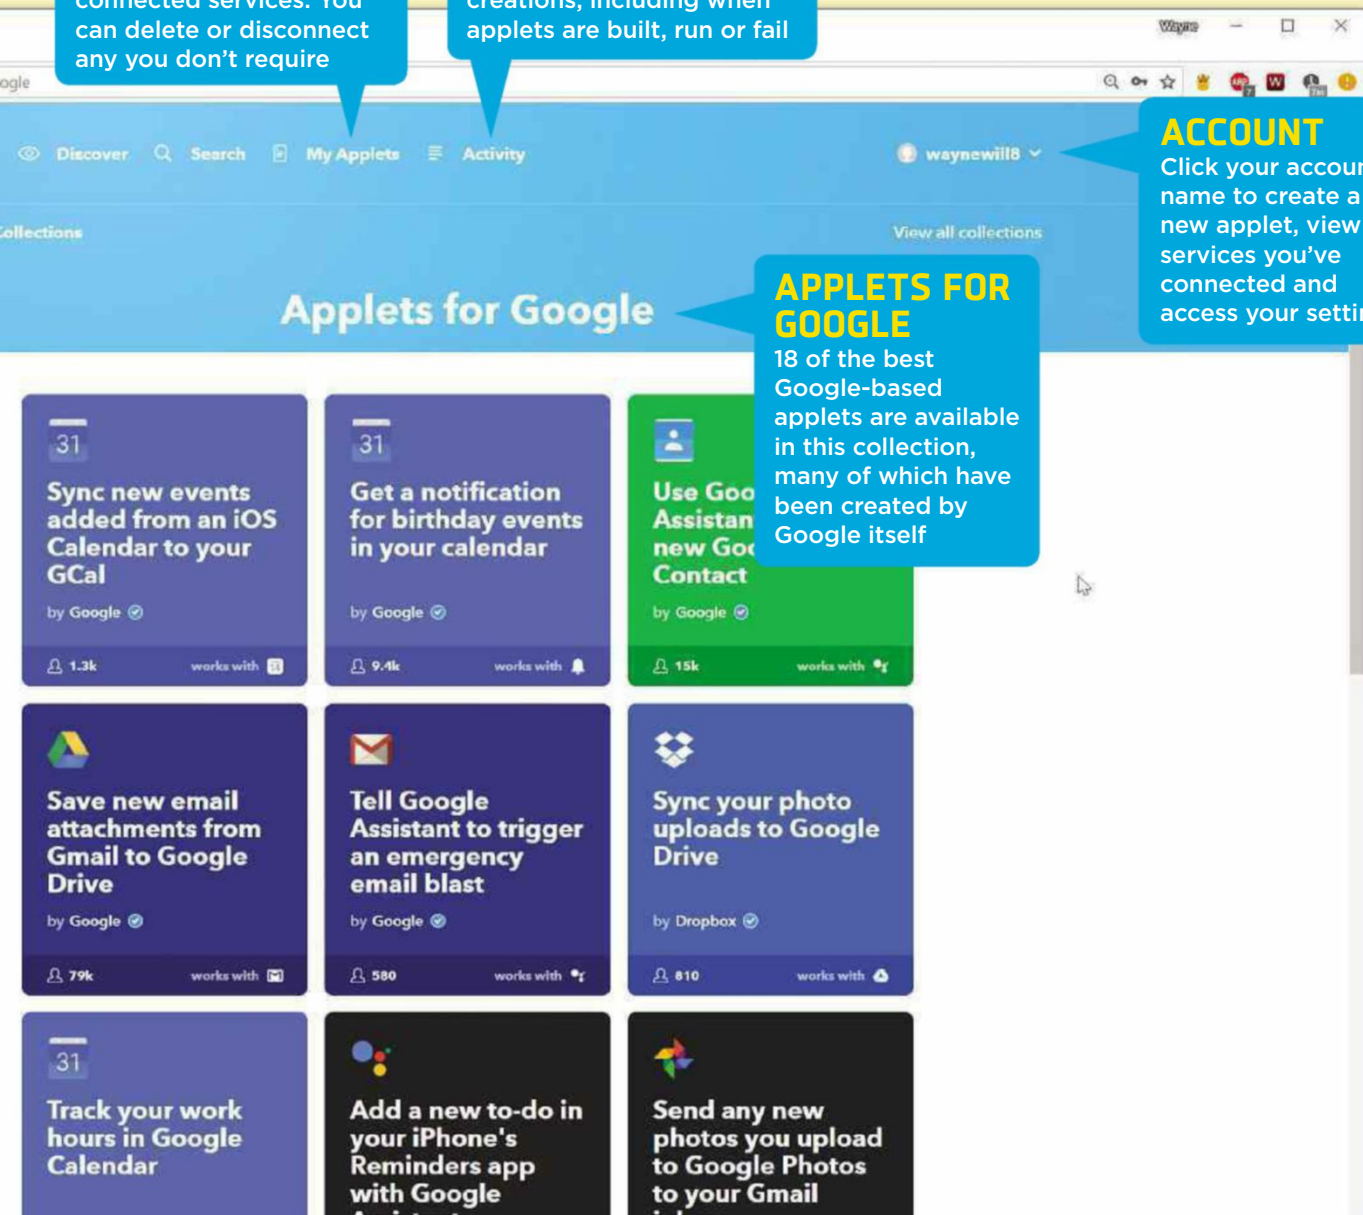 connected services. You
can delete or disconnect
any you don't require
creations, including when
applets are built, run or fail
Wayne
ogle
Discover
Search
My Applets
Activity
waynewill8
ACCOUNT
Click your accoun
name to create a
new applet, view
services you've
connected and
access your settin
Collections
View all collections
Applets for Google
APPLETS FOR
GOOGLE
18 of the best
Google-based
applets are available
in this collection,
many of which have
been created by
Google itself
31
Sync new events
added from an iOS
Calendar to your
GCal
by Google
1.3k
works with
31
Get a notification
for birthday events
in your calendar
by Google
9.4k
works with
Use Goo
Assistan
new Goo
Contact
by Google
15k
works with
Save new email
attachments from
Gmail to Google
Drive
by Google
79k
works with
Tell Google
Assistant to trigger
an emergency
email blast
by Google
580
works with
Sync your photo
uploads to Google
Drive
by Dropbox
810
works with
31
Track your work
hours in Google
Calendar
Add a new to-do in
your iPhone's
Reminders app
with Google
Send any new
photos you upload
to Google Photos
to your Gmail